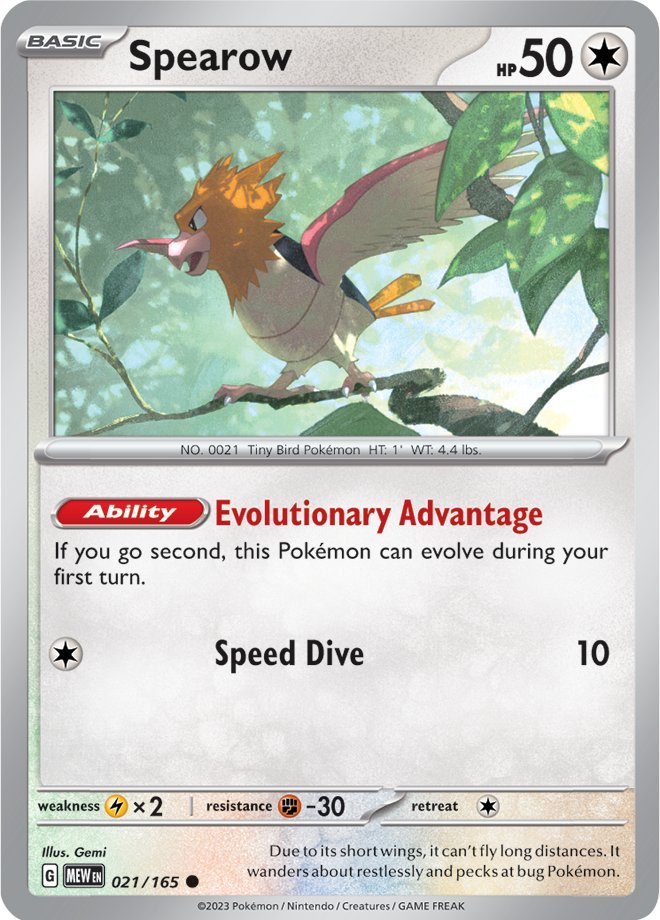 BASIC
Spearow
HP 50
NO. 0021 Tiny Bird Pokémon HT: 1' WT: 4.4 lbs.
Ability Evolutionary Advantage
If you go second, this Pokémon can evolve during your
first turn.
Speed Dive 10
weakness ×2 resistance -30 retreat
Illus. Gemi
Due to its short wings, it can't fly long distances. It
G MEW EN 021/165
wanders about restlessly and pecks at bug Pokémon.
©2023 Pokémon / Nintendo / Creatures / GAME FREAK